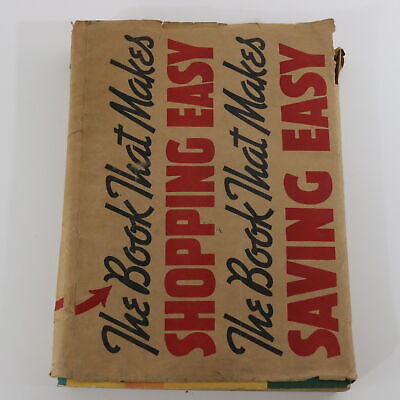 The Book That Makes
SHOPPING EASY
The Book That Makes
SAVING EASY